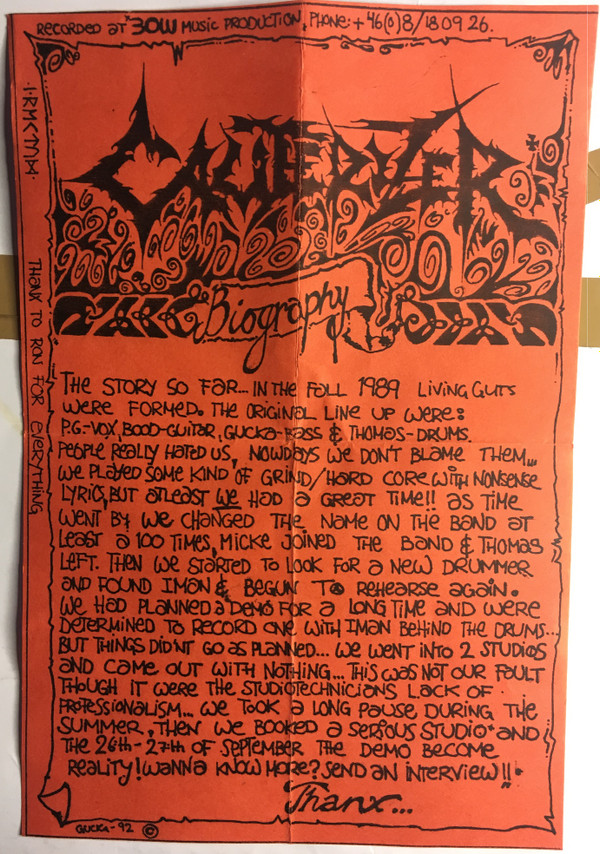 RECORDED AT "30W MUSIC PRODUCTION, PHONE: +46(0)8/18 09 26.
CAUTERIZER
Biography
THE STORY SO FAR... IN THE FALL 1989 LIVING GUTS
WERE FORMED. THE ORIGINAL LINE UP WERE:
P.G-VOX, BOOD-GUITAR, GUCKA-BASS & THOMAS-DRUMS.
PEOPLE REALLY HATED US, NOWDAYS WE DON'T BLAME THEM...
WE PLAYED SOME KIND OF GRIND/HARD CORE WITH NONSENSE
LYRIC, BUT ATLEAST WE HAD A GREAT TIME!! AS TIME
WENT BY WE CHANGED THE NAME ON THE BAND AT
LEAST A 100 TIMES, MICKE JOINED THE BAND & THOMAS
LEFT. THEN WE STARTED TO LOOK FOR A NEW DRUMMER
AND FOUND IMAN & BEGUN TO REHEARSE AGAIN.
WE HAD PLANNED A DEMO FOR A LONG TIME AND WERE
DETERMINED TO RECORD ONE WITH IMAN BEHIND THE DRUMS...
BUT THINGS DID'NT GO AS PLANNED... WE WENT INTO 2 STUDIOS
AND CAME OUT WITH NOTHING... THIS WAS NOT OUR FAULT
THOUGH IT WERE THE STUDIOTECHNICIANS LACK OF
PROFESSIONALISM... WE TOOK A LONG PAUSE DURING THE
SUMMER, THEN WE BOOKED A SERIOUS STUDIO* AND
THE 26th-27th OF SEPTEMBER THE DEMO BECOME
REALITY! WANNA KNOW MORE? SEND AN INTERVIEW!!
Thanx...
GUCKA-92 ©
THANX TO RON FOR EVERYTHING